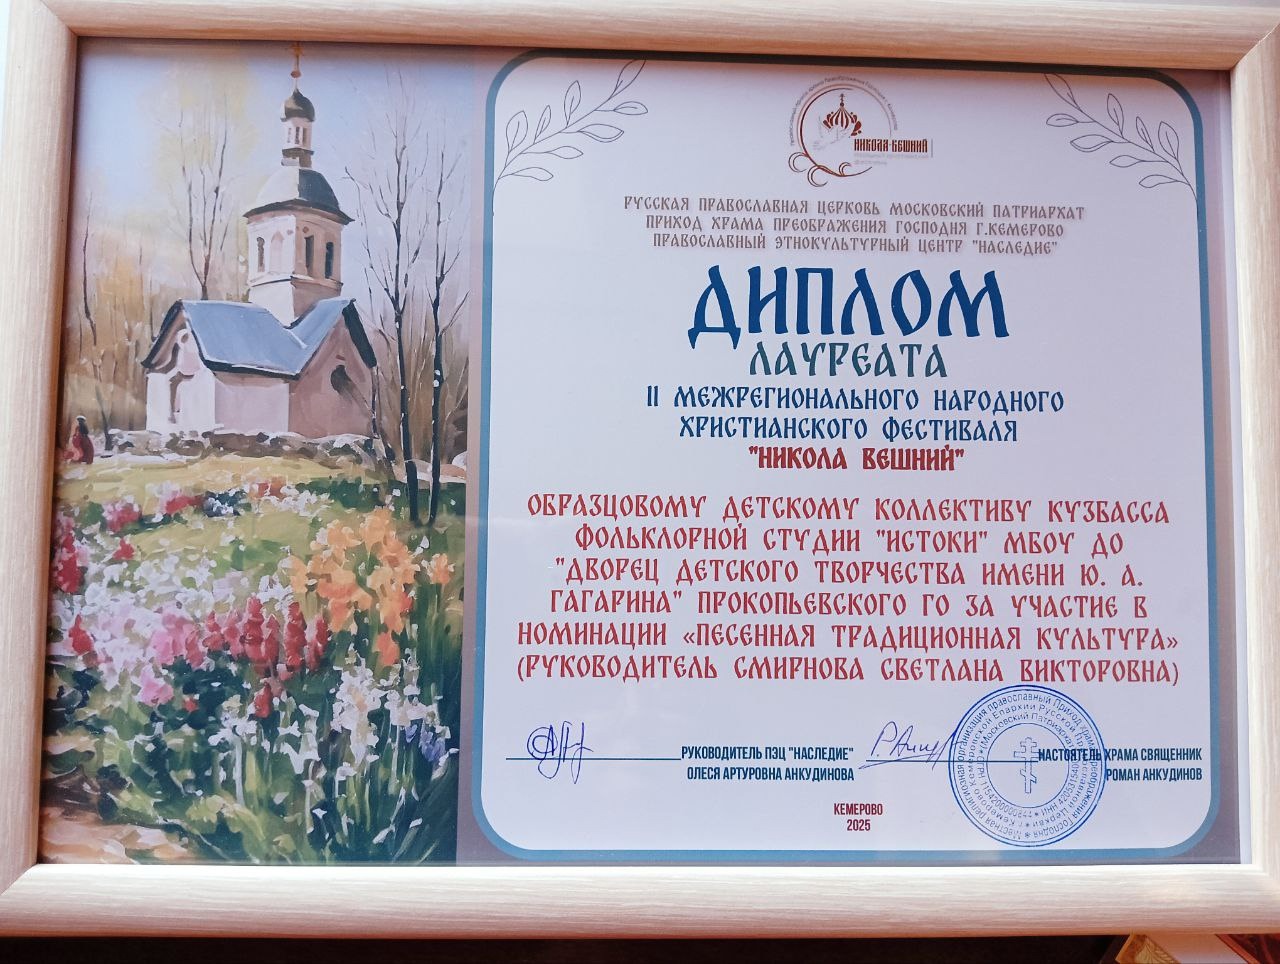 НИКОЛА-ВЕШНИЙ
РУССКАЯ ПРАВОСЛАВНАЯ ЦЕРКОВЬ МОСКОВСКИЙ ПАТРИАРХАТ
ПРИХОД ХРАМА ПРЕОБРАЖЕНИЯ ГОСПОДНЯ Г.КЕМЕРОВО
ПРАВОСЛАВНЫЙ ЭТНОКУЛЬТУРНЫЙ ЦЕНТР "НАСЛЕДИЕ"
ДИПЛОМ
ЛАУРЕАТА
II МЕЖРЕГИОНАЛЬНОГО НАРОДНОГО
ХРИСТИАНСКОГО ФЕСТИВАЛЯ
"НИКОЛА ВЕШНИЙ"
ОБРАЗЦОВОМУ ДЕТСКОМУ КОЛЛЕКТИВУ КУЗБАССА
ФОЛЬКЛОРНОЙ СТУДИИ "ИСТОКИ" МБОУ ДО
"ДВОРЕЦ ДЕТСКОГО ТВОРЧЕСТВА ИМЕНИ Ю. А.
ГАГАРИНА" ПРОКОПЬЕВСКОГО ГО ЗА УЧАСТИЕ В
НОМИНАЦИИ «ПЕСЕННАЯ ТРАДИЦИОННАЯ КУЛЬТУРА»
(РУКОВОДИТЕЛЬ СМИРНОВА СВЕТЛАНА ВИКТОРОВНА)
РУКОВОДИТЕЛЬ ПЭЦ "НАСЛЕДИЕ"
ОЛЕСЯ АРТУРОВНА АНКУДИНОВА
НАСТОЯТЕЛЬ ХРАМА СВЯЩЕННИК
РОМАН АНКУДИНОВ
КЕМЕРОВО
2025